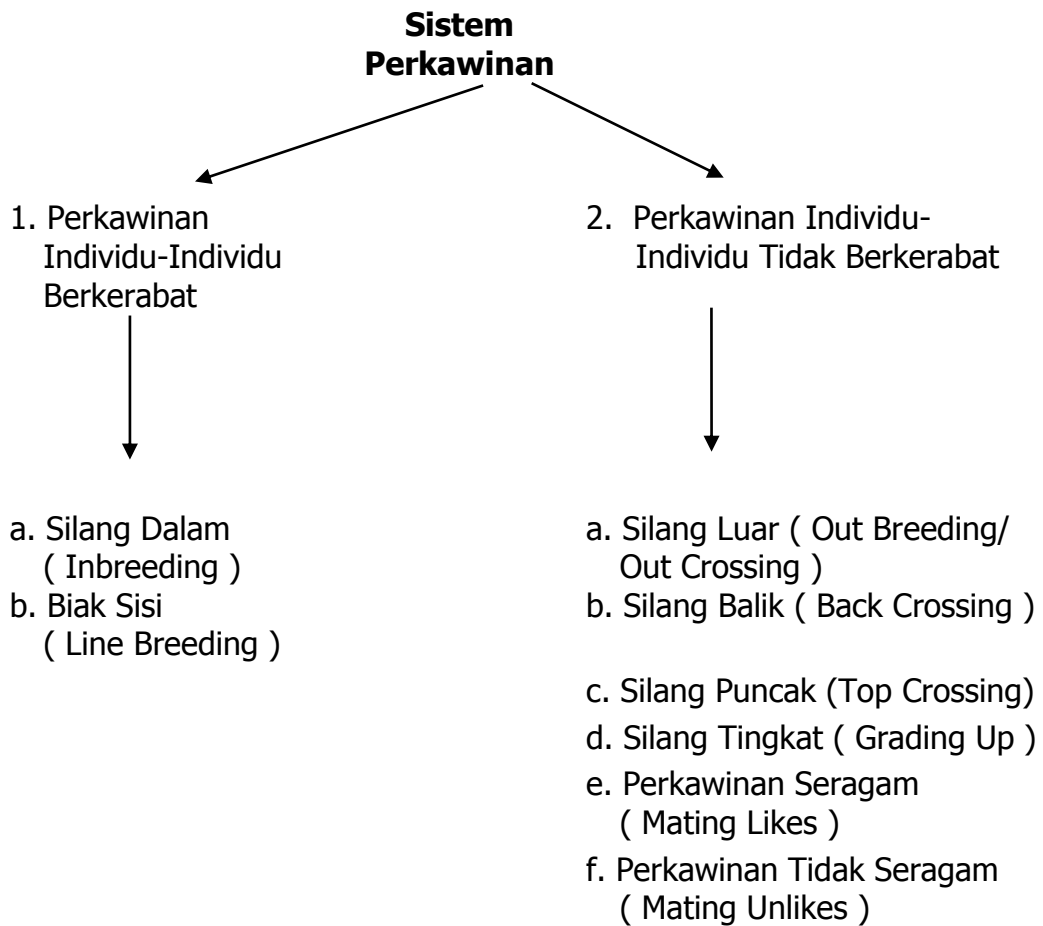 Sistem
Perkawinan
1. Perkawinan
Individu-Individu
Berkerabat
2. Perkawinan Individu-
Individu Tidak Berkerabat
a. Silang Dalam
( Inbreeding )
b. Biak Sisi
( Line Breeding )
a. Silang Luar ( Out Breeding/
Out Crossing )
b. Silang Balik ( Back Crossing )
c. Silang Puncak (Top Crossing)
d. Silang Tingkat ( Grading Up )
e. Perkawinan Seragam
( Mating Likes )
f. Perkawinan Tidak Seragam
( Mating Unlikes )